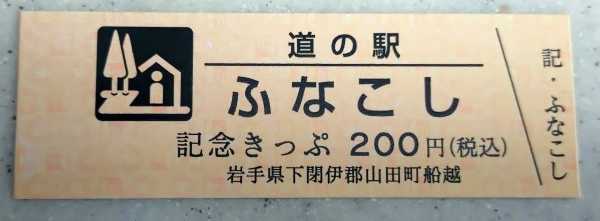 道の駅
ふなこし
記念きっぷ 200円(税込)
岩手県下閉伊郡山田町船越
記・ふなこし